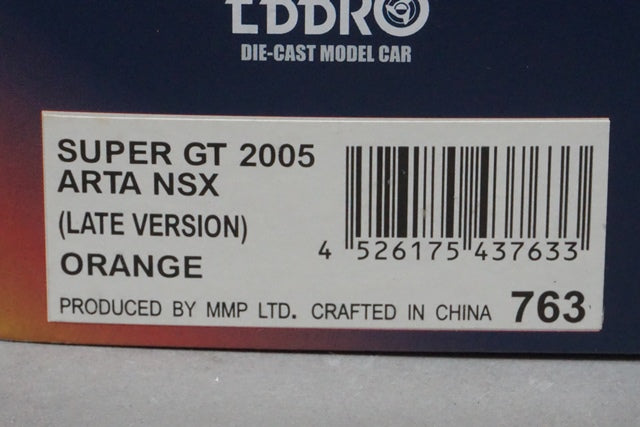 EBBRO
DIE-CAST MODEL CAR
SUPER GT 2005
ARTA NSX
(LATE VERSION)
ORANGE
4 526175 437633
PRODUCED BY MMP LTD. CRAFTED IN CHINA 763